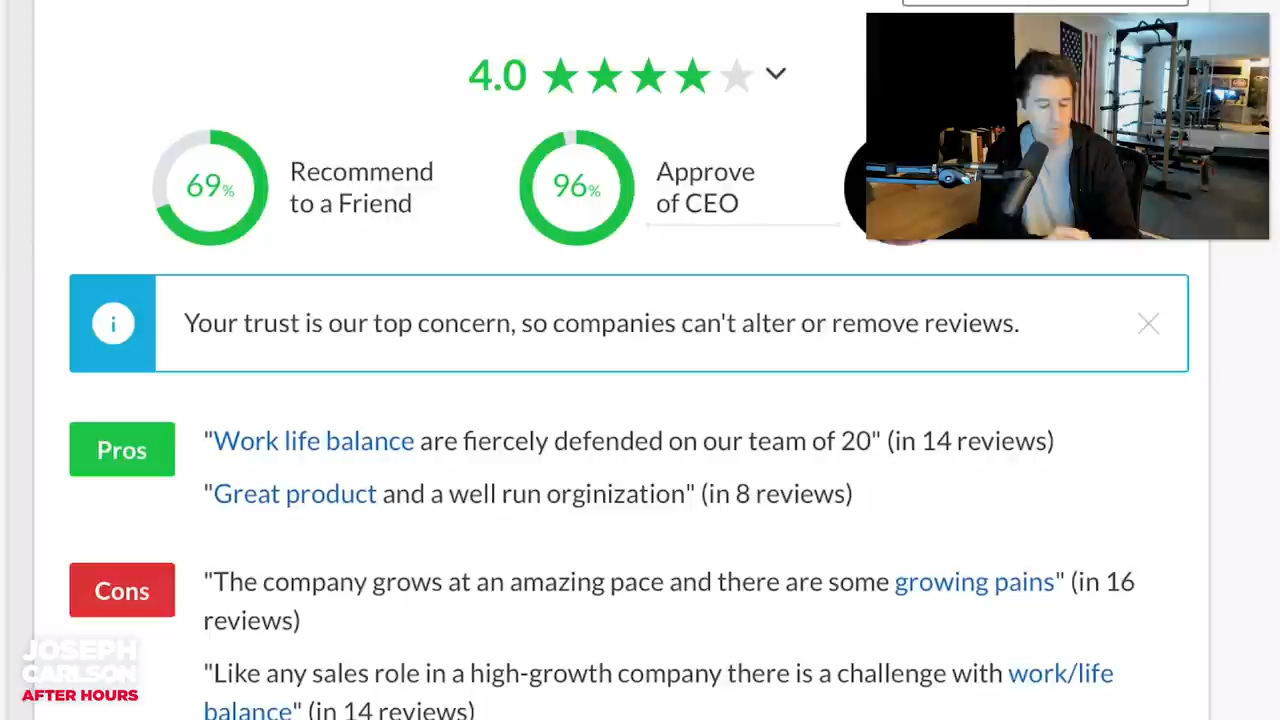 4.0
69%
Recommend
to a Friend
96%
Approve
of CEO
i
Your trust is our top concern, so companies can't alter or remove reviews.
Pros
"Work life balance are fiercely defended on our team of 20" (in 14 reviews)
"Great product and a well run orginization" (in 8 reviews)
Cons
"The company grows at an amazing pace and there are some growing pains" (in 16
reviews)
"Like any sales role in a high-growth company there is a challenge with work/life
balance" (in 14 reviews)
JOSEPH
CARLSON
AFTER HOURS